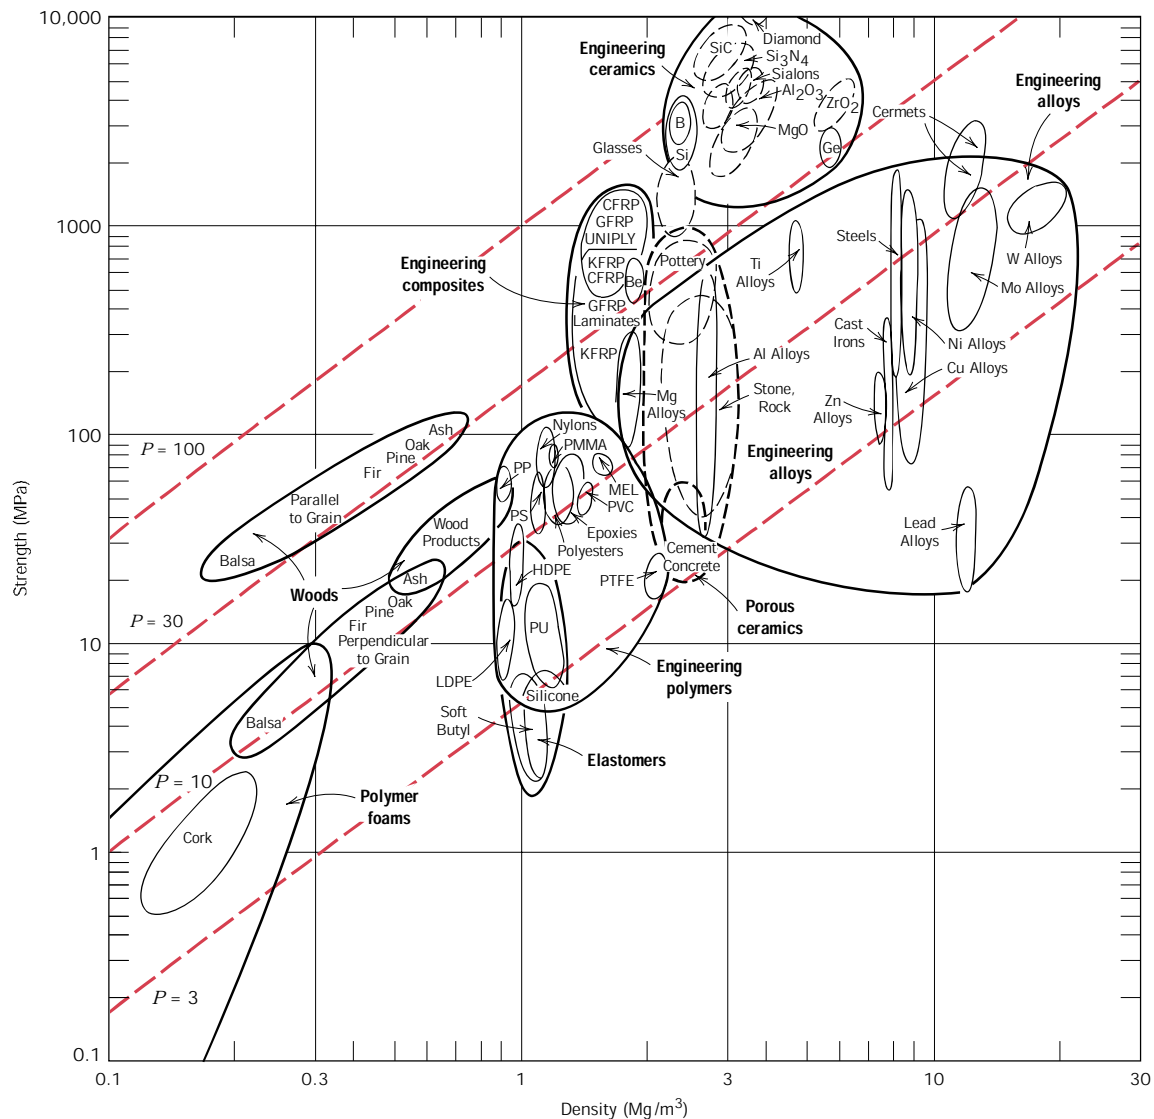 10,000
1000
100
10
1
0.1
Strength (MPa)
0.1
0.3
1
3
10
30
Density (Mg/m³)
Engineering
ceramics
SiC
Diamond
Si₃N₄
Sialons
Al₂O₃
ZrO₂
MgO
B
Si
Ge
Glasses
Cermets
Engineering
alloys
CFRP
GFRP
UNIPLY
KFRP
CFRP
Be
GFRP
Laminates
KFRP
Engineering
composites
Pottery
Ti
Alloys
Steels
W Alloys
Mo Alloys
Cast
Irons
Ni Alloys
Al Alloys
Cu Alloys
Mg
Alloys
Stone,
Rock
Zn
Alloys
Engineering
alloys
P = 100
Ash
Oak
Pine
Fir
Parallel
to Grain
Balsa
Nylons
PMMA
PP
MEL
PVC
PS
Epoxies
Polyesters
Wood
Products
Lead
Alloys
Cement
Concrete
HDPE
PTFE
Woods
Ash
Oak
Pine
Fir
Perpendicular
to Grain
Porous
ceramics
P = 30
PU
Engineering
polymers
LDPE
Silicone
Soft
Butyl
Balsa
Elastomers
P = 10
Polymer
foams
Cork
P = 3